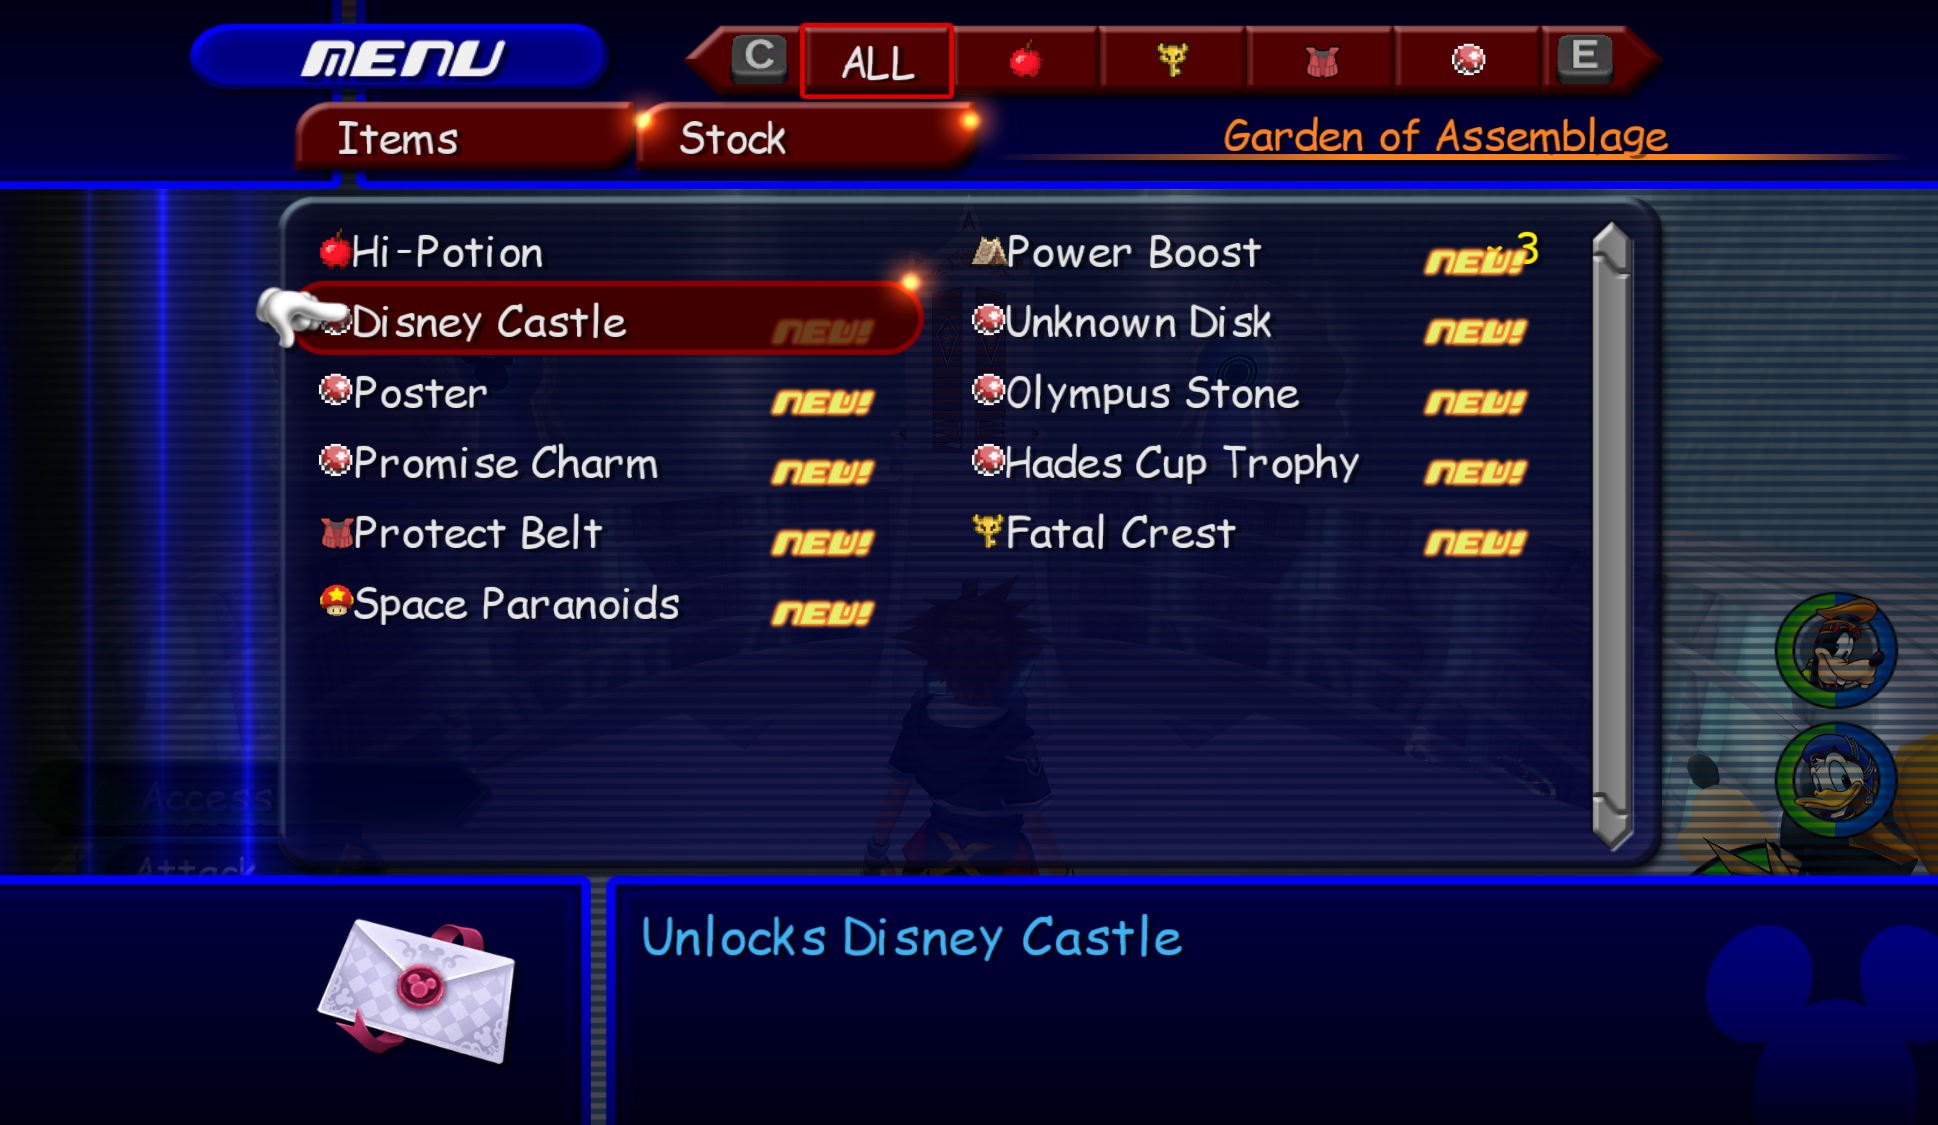 MENU
C
ALL
E
Items
Stock
Garden of Assemblage
Hi-Potion
Power Boost NEW! x 3
Disney Castle NEW!
Unknown Disk NEW!
Poster NEW!
Olympus Stone NEW!
Promise Charm NEW!
Hades Cup Trophy NEW!
Protect Belt NEW!
Fatal Crest NEW!
Space Paranoids NEW!
Access
Attack
Unlocks Disney Castle